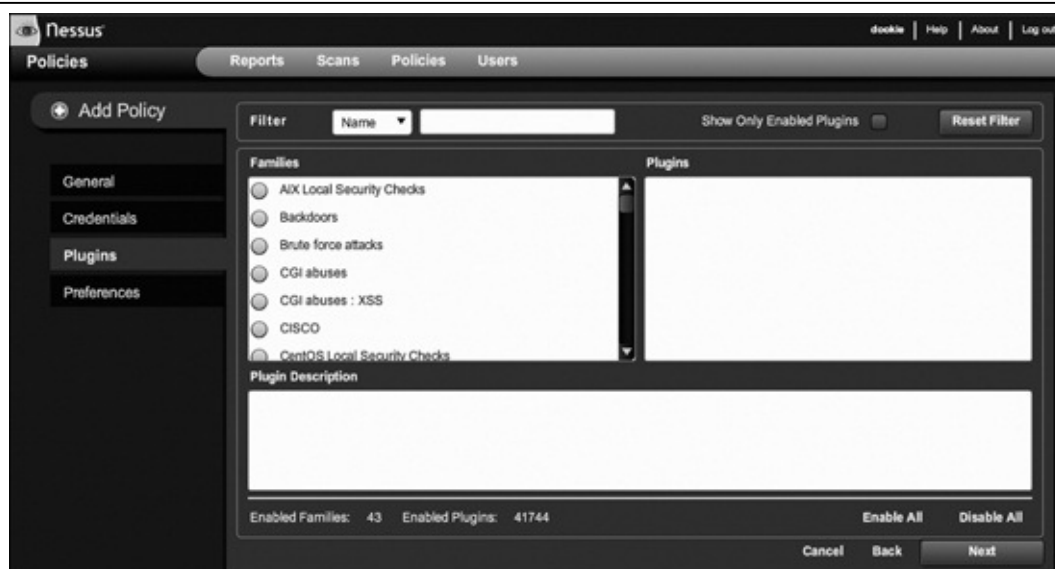 nessus
dookie | Help | About | Log out
Policies
Reports Scans Policies Users
Add Policy
General
Credentials
Plugins
Preferences
Filter Name Show Only Enabled Plugins Reset Filter
Families
AIX Local Security Checks
Backdoors
Brute force attacks
CGI abuses
CGI abuses : XSS
CISCO
CentOS Local Security Checks
Plugins
Plugin Description
Enabled Families: 43 Enabled Plugins: 41744 Enable All Disable All
Cancel Back Next